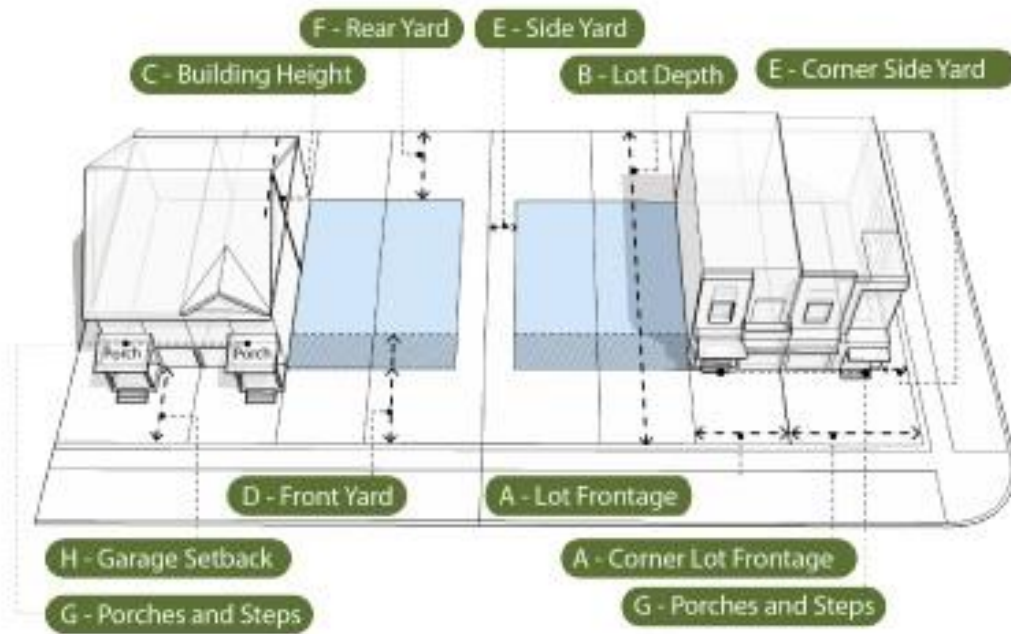 F - Rear Yard
E - Side Yard
C - Building Height
B - Lot Depth
E - Corner Side Yard
Porch
Porch
D - Front Yard
A - Lot Frontage
H - Garage Setback
A - Corner Lot Frontage
G - Porches and Steps
G - Porches and Steps